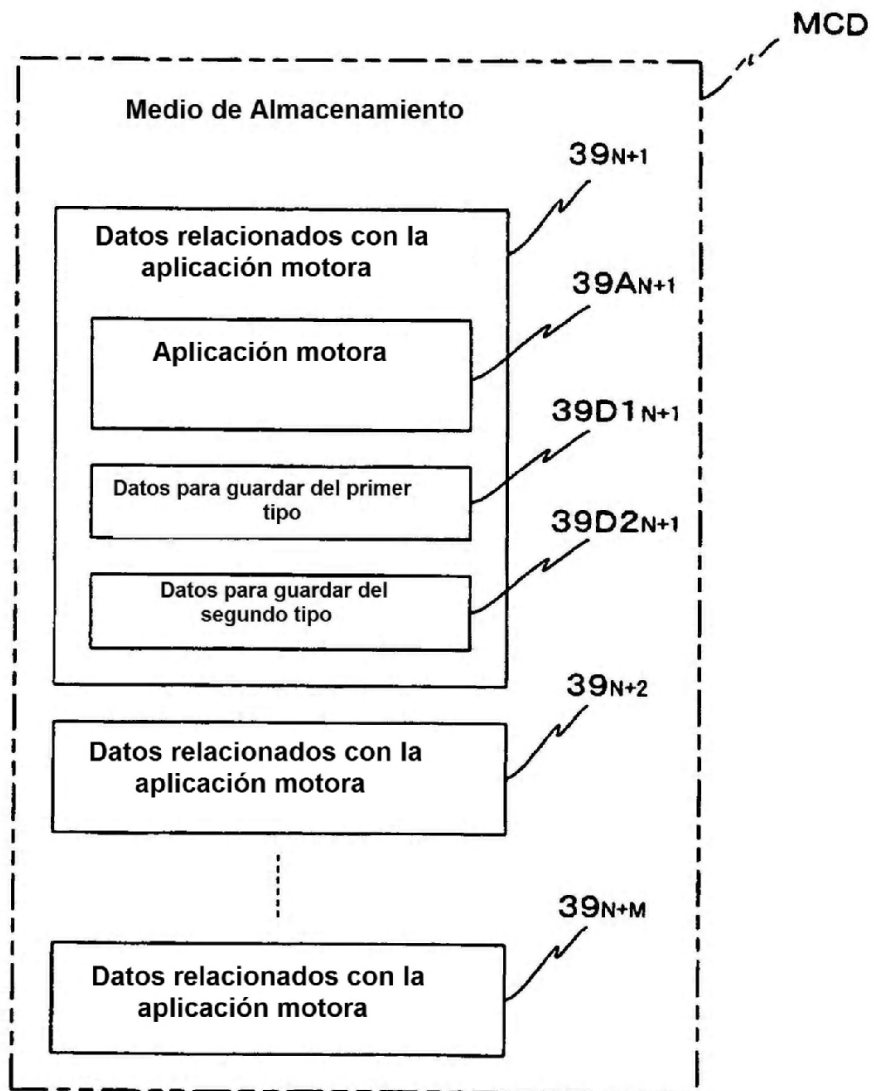 MCD
Medio de Almacenamiento
39N+1
Datos relacionados con la
aplicación motora
39AN+1
Aplicación motora
39D1N+1
Datos para guardar del primer
tipo
39D2N+1
Datos para guardar del
segundo tipo
39N+2
Datos relacionados con la
aplicación motora
39N+M
Datos relacionados con la
aplicación motora